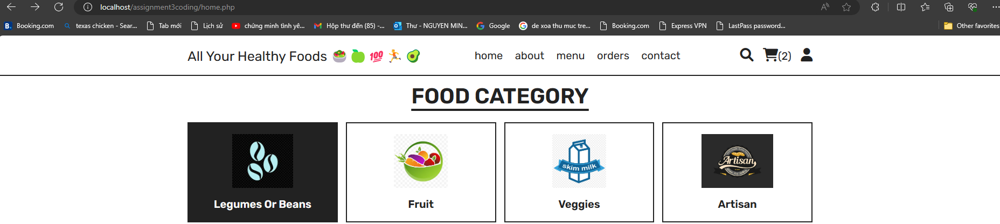 localhost/assignment3coding/home.php
Booking.com texas chicken - Sear... Tab mới Lịch sử chứng minh tình yê... Hộp thư đến (85) -... Thư - NGUYEN MIN... Google de xoa thu muc tre... Booking.com Express VPN LastPass password... Other favorites
All Your Healthy Foods 🥗 🍏 💯 🏃 🥑 home about menu orders contact (2)
FOOD CATEGORY
skim milk
Artisan
Legumes Or Beans Fruit Veggies Artisan